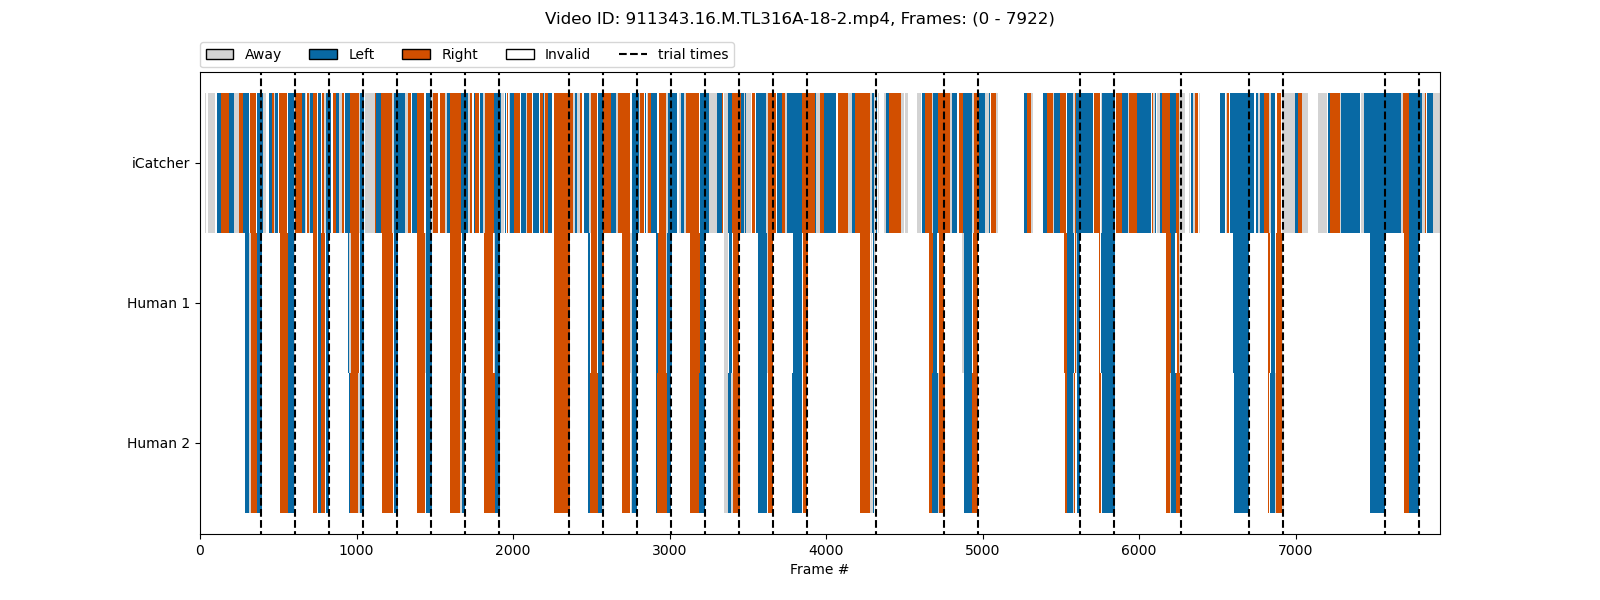 Video ID: 911343.16.M.TL316A-18-2.mp4, Frames: (0 - 7922)
Away Left Right Invalid trial times
iCatcher
Human 1
Human 2
0 1000 2000 3000 4000 5000 6000 7000
Frame #